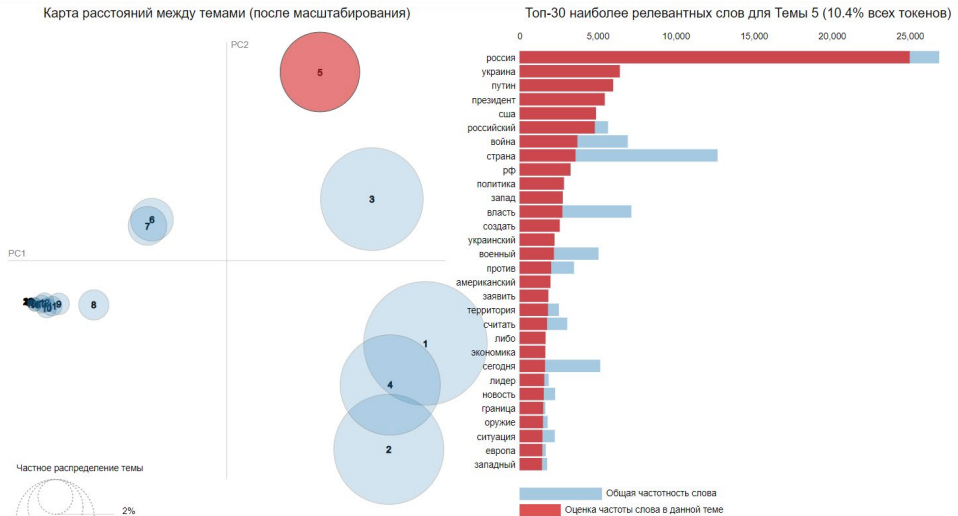 Карта расстояний между темами (после масштабирования)
PC2
PC1
5
3
6
7
8
9
1
4
2
Частное распределение темы
2%
Топ-30 наиболее релевантных слов для Темы 5 (10.4% всех токенов)
0 5,000 10,000 15,000 20,000 25,000
россия
украина
путин
президент
сша
российский
война
страна
рф
политика
запад
власть
создать
украинский
военный
против
американский
заявить
территория
считать
либо
экономика
сегодня
лидер
новость
граница
оружие
ситуация
европа
западный
Общая частотность слова
Оценка частоты слова в данной теме